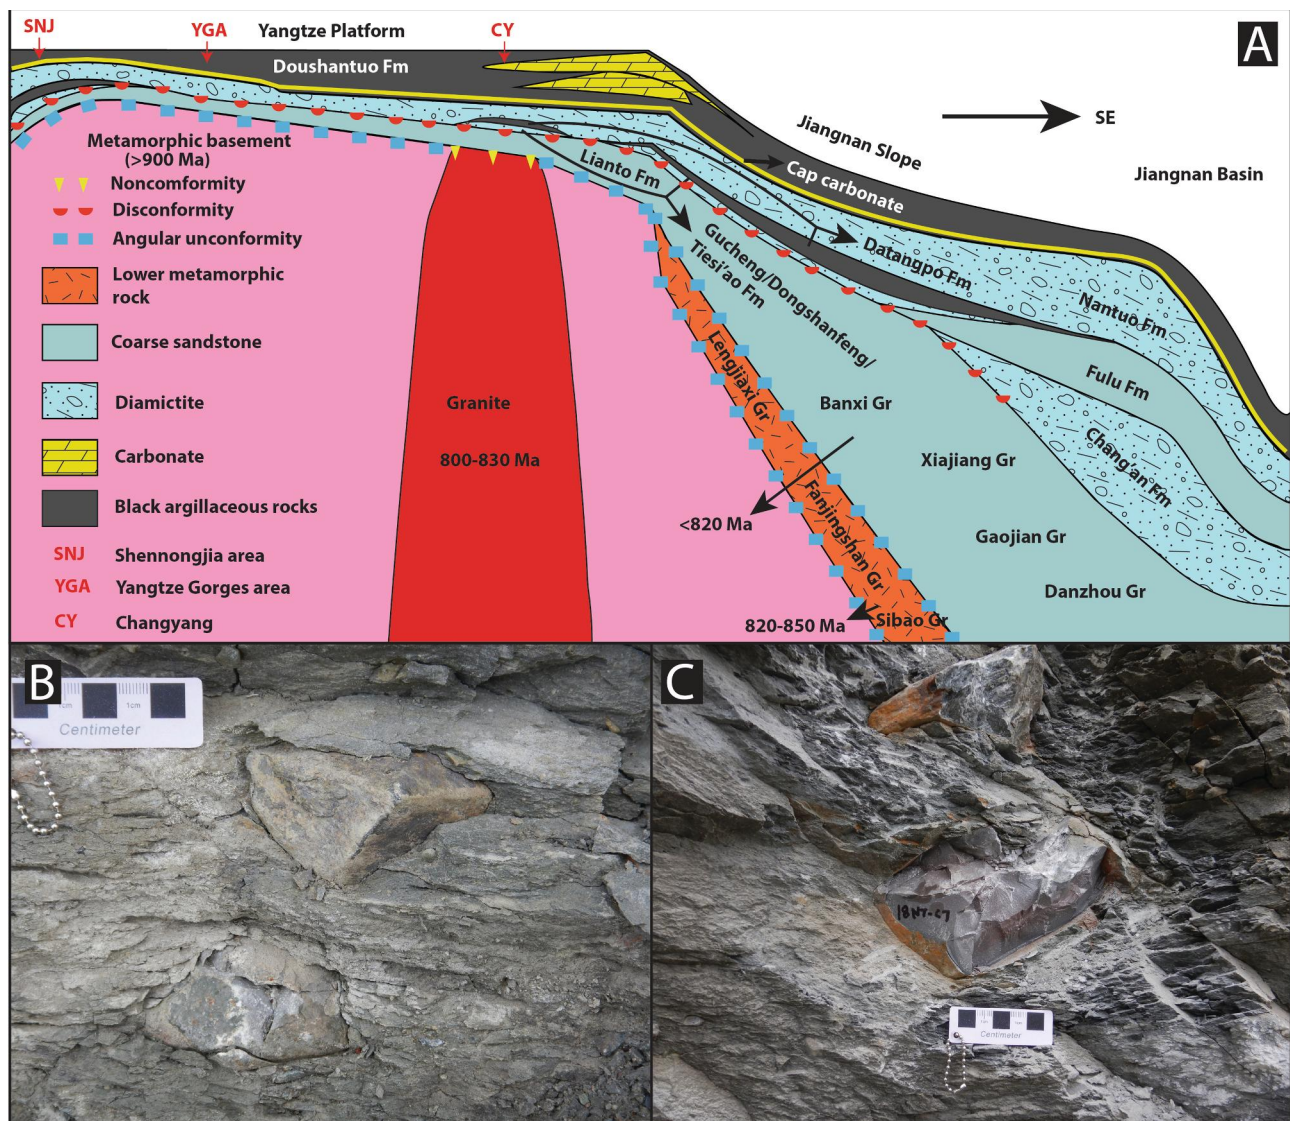 SNJ
YGA
Yangtze Platform
CY
A
Doushantuo Fm
SE
Jiangnan Slope
Jiangnan Basin
Cap carbonate
Metamorphic basement
(>900 Ma)
Noncomformity
Disconformity
Angular unconformity
Lower metamorphic
rock
Coarse sandstone
Diamictite
Carbonate
Black argillaceous rocks
SNJ Shennongjia area
YGA Yangtze Gorges area
CY Changyang
Lianto Fm
Gucheng/Dongshanfeng/
Tiesi'ao Fm
Datangpo Fm
Nantuo Fm
Fulu Fm
Chang'an Fm
Granite
800-830 Ma
Lengjiaxi Gr
Fanjingshan Gr
Sibao Gr
Banxi Gr
Xiajiang Gr
Gaojian Gr
Danzhou Gr
<820 Ma
820-850 Ma
B
1cm 1cm
Centimeter
C
18NT-C7
Centimeter